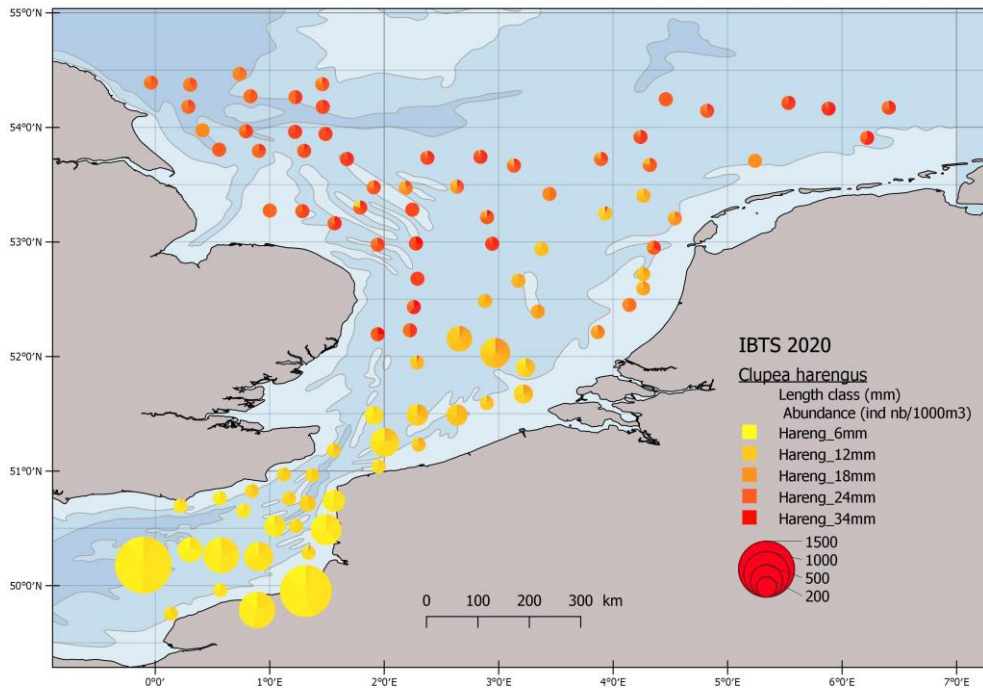 55°0'N
54°0'N
53°0'N
52°0'N
51°0'N
50°0'N
IBTS 2020
Clupea harengus
Length class (mm)
Abundance (ind nb/1000m3)
Hareng_6mm
Hareng_12mm
Hareng_18mm
Hareng_24mm
Hareng_34mm
1500
1000
500
200
0 100 200 300 km
0°0' 1°0'E 2°0'E 3°0'E 4°0'E 5°0'E 6°0'E 7°0'E